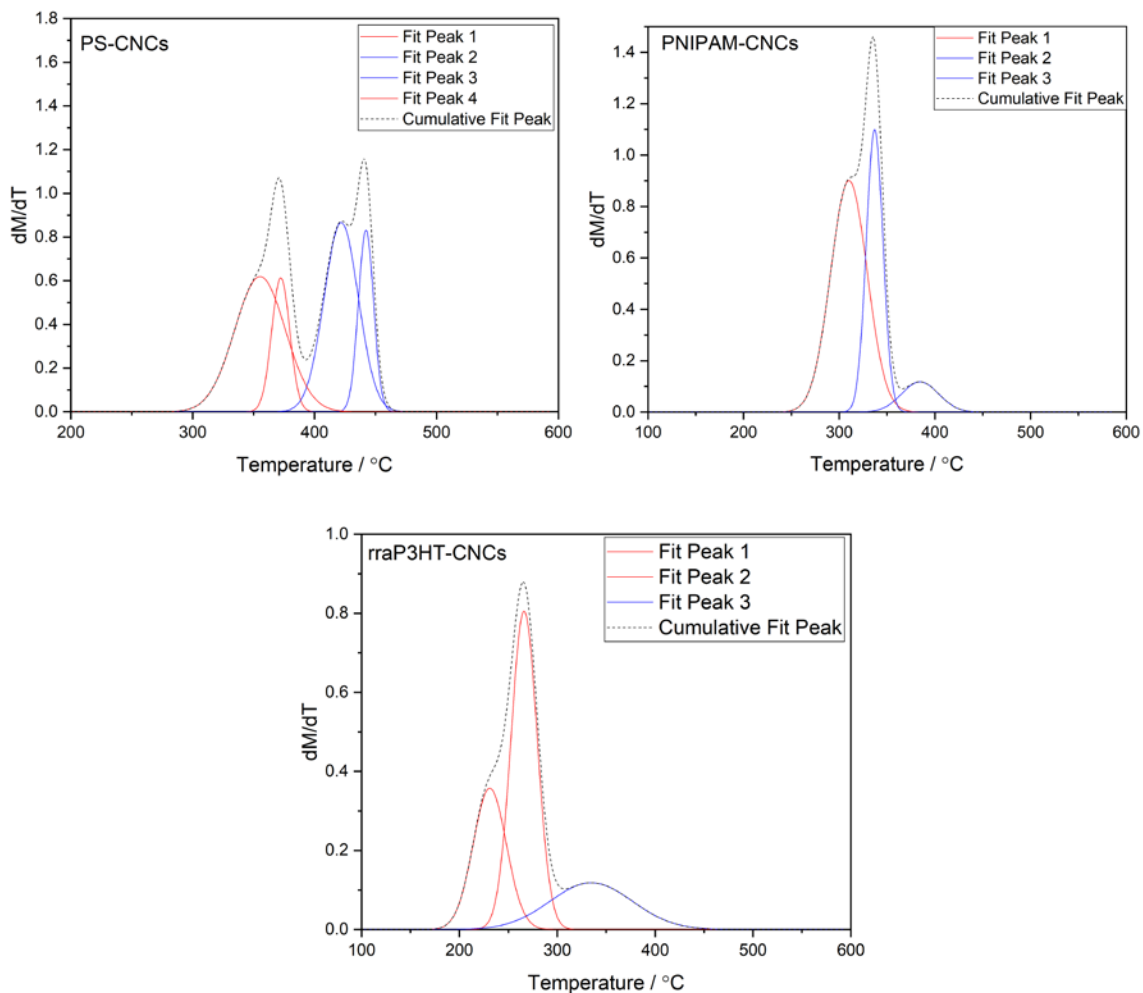 PS-CNCs
Fit Peak 1
Fit Peak 2
Fit Peak 3
Fit Peak 4
Cumulative Fit Peak
1.8
1.6
1.4
1.2
1.0
0.8
0.6
0.4
0.2
0.0
dM/dT
200 300 400 500 600
Temperature / °C
PNIPAM-CNCs
Fit Peak 1
Fit Peak 2
Fit Peak 3
Cumulative Fit Peak
1.4
1.2
1.0
0.8
0.6
0.4
0.2
0.0
dM/dT
100 200 300 400 500 600
Temperature / °C
rraP3HT-CNCs
Fit Peak 1
Fit Peak 2
Fit Peak 3
Cumulative Fit Peak
1.0
0.8
0.6
0.4
0.2
0.0
dM/dT
100 200 300 400 500 600
Temperature / °C